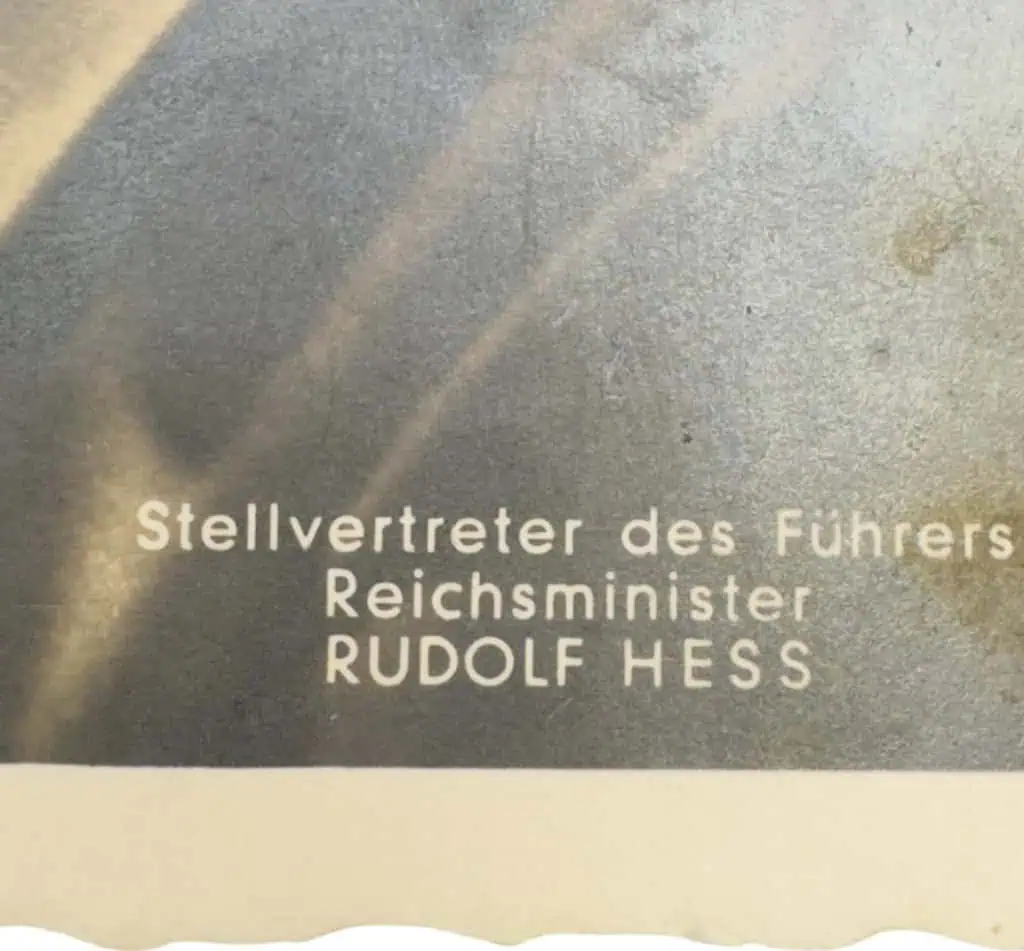 Stellvertreter des Führers
Reichsminister
RUDOLF HESS